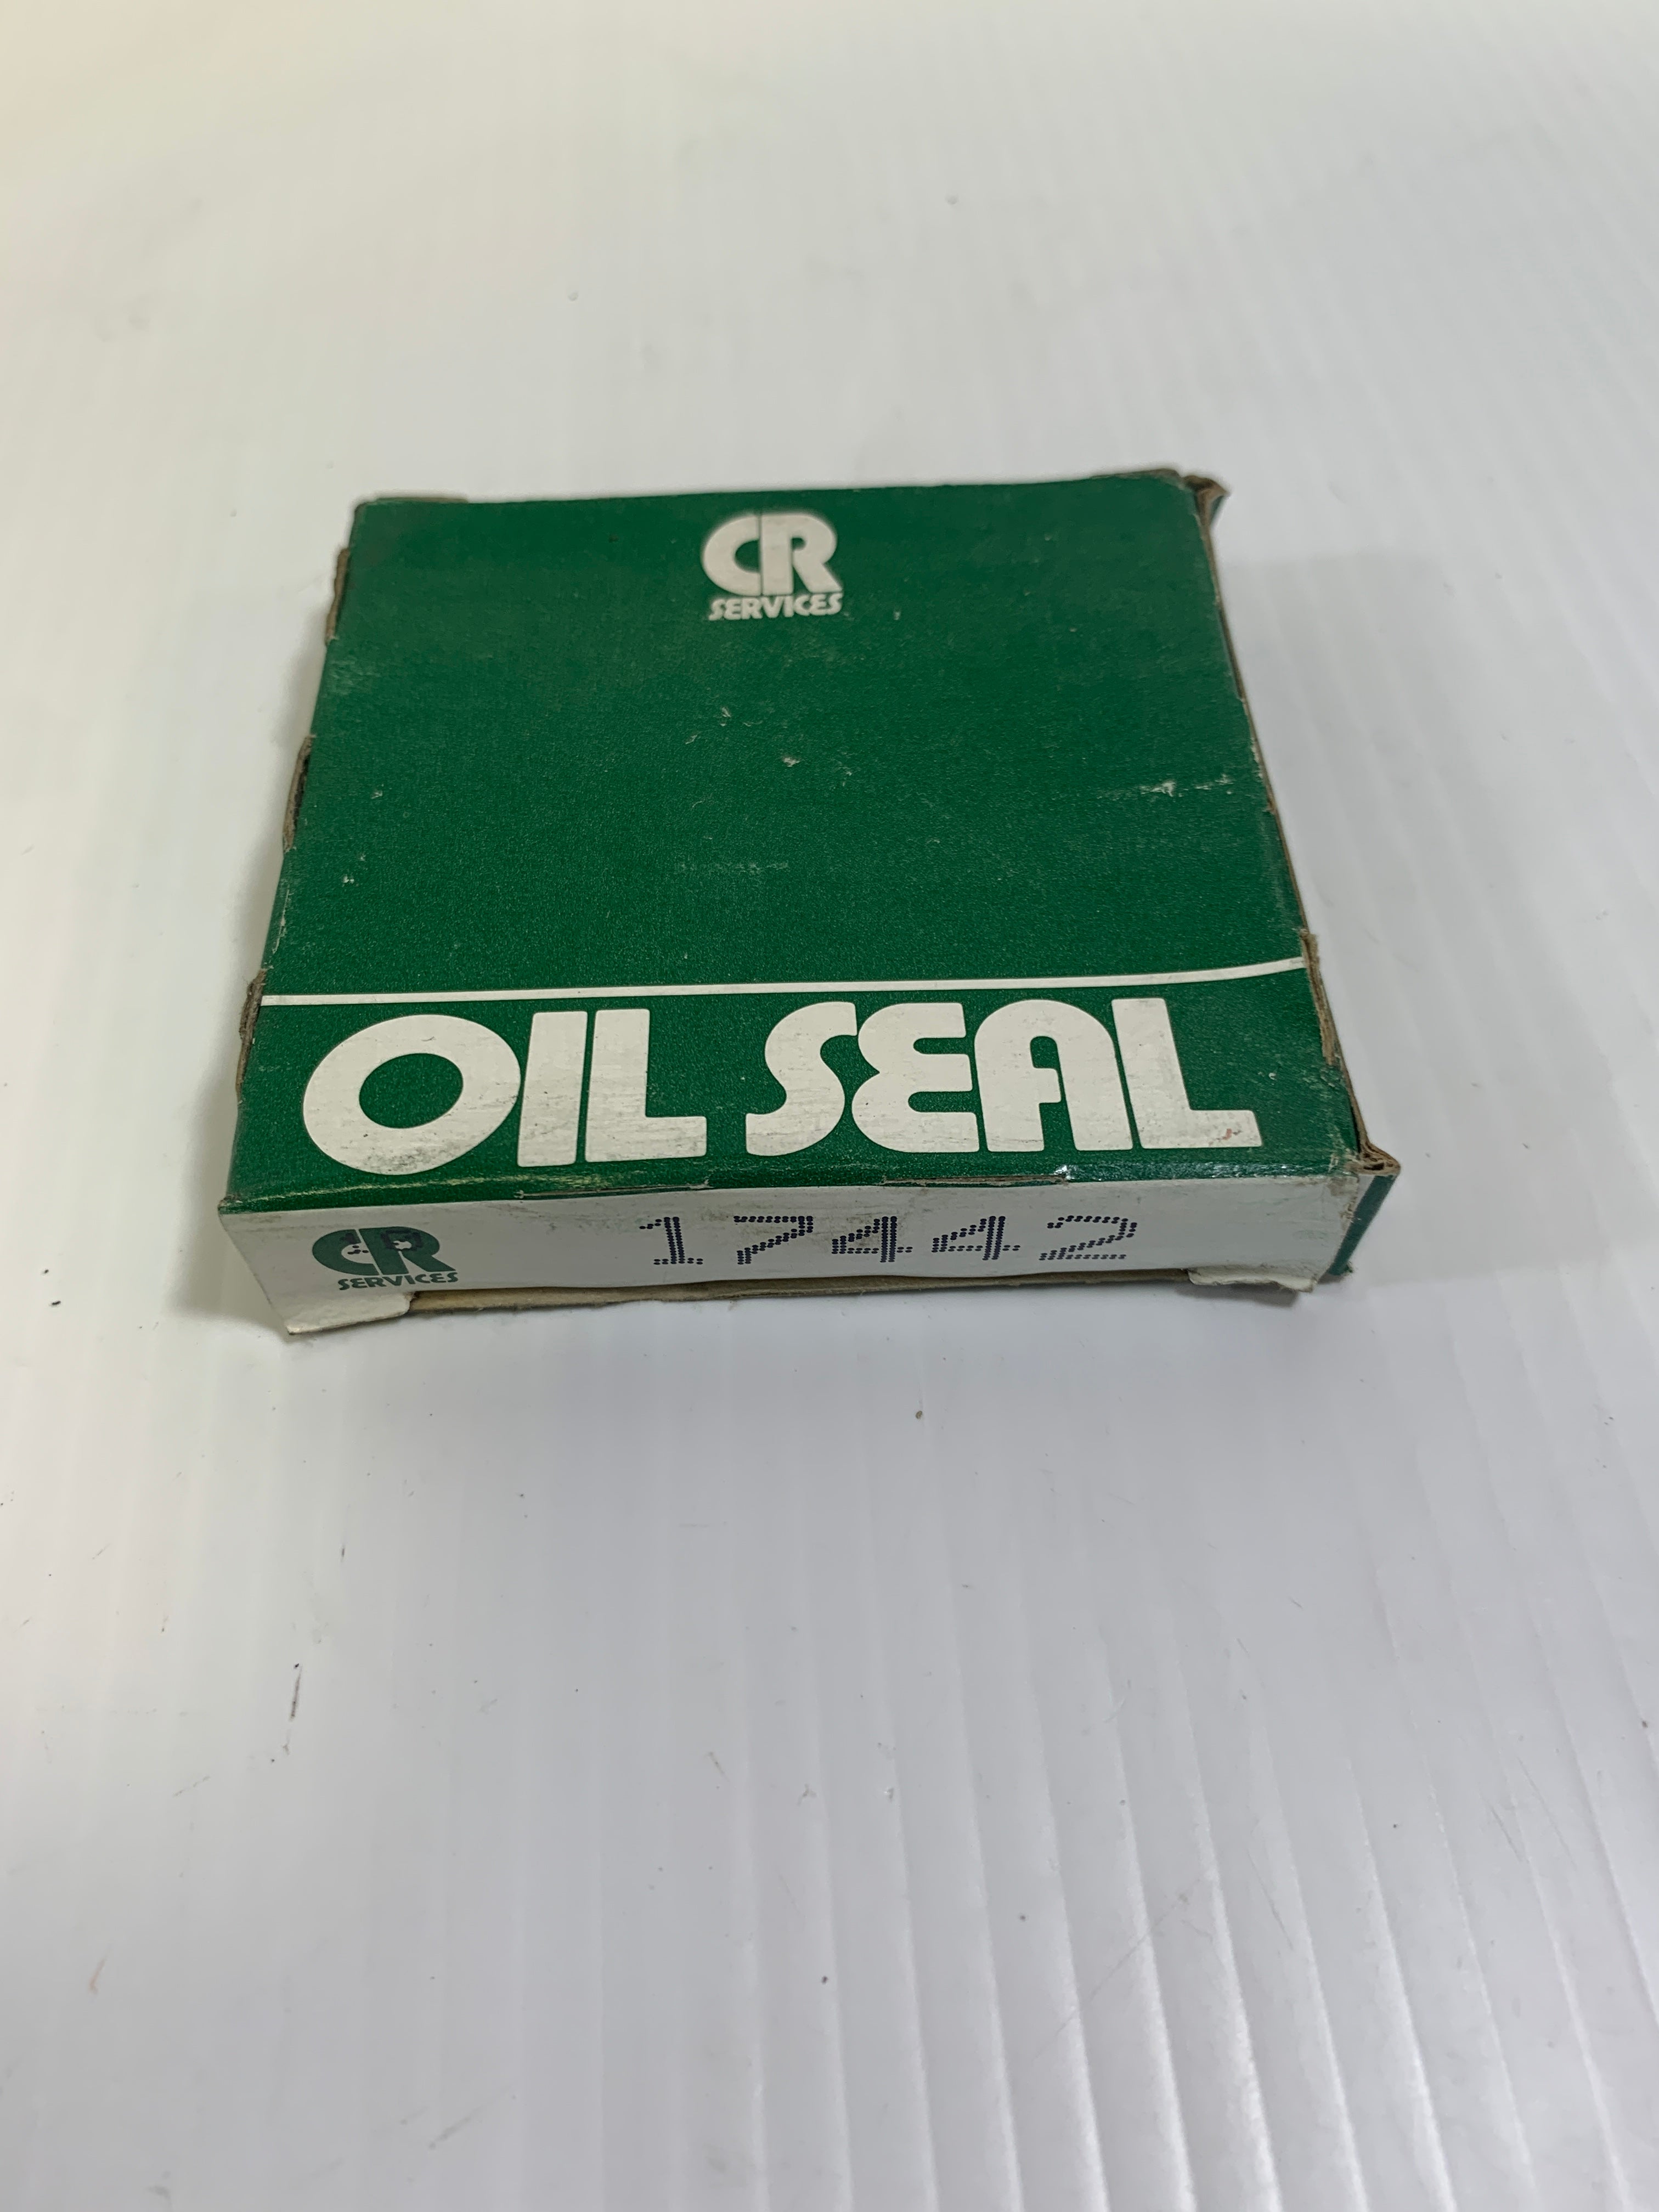 CR
SERVICES
OIL SEAL
CR
SERVICES
17442